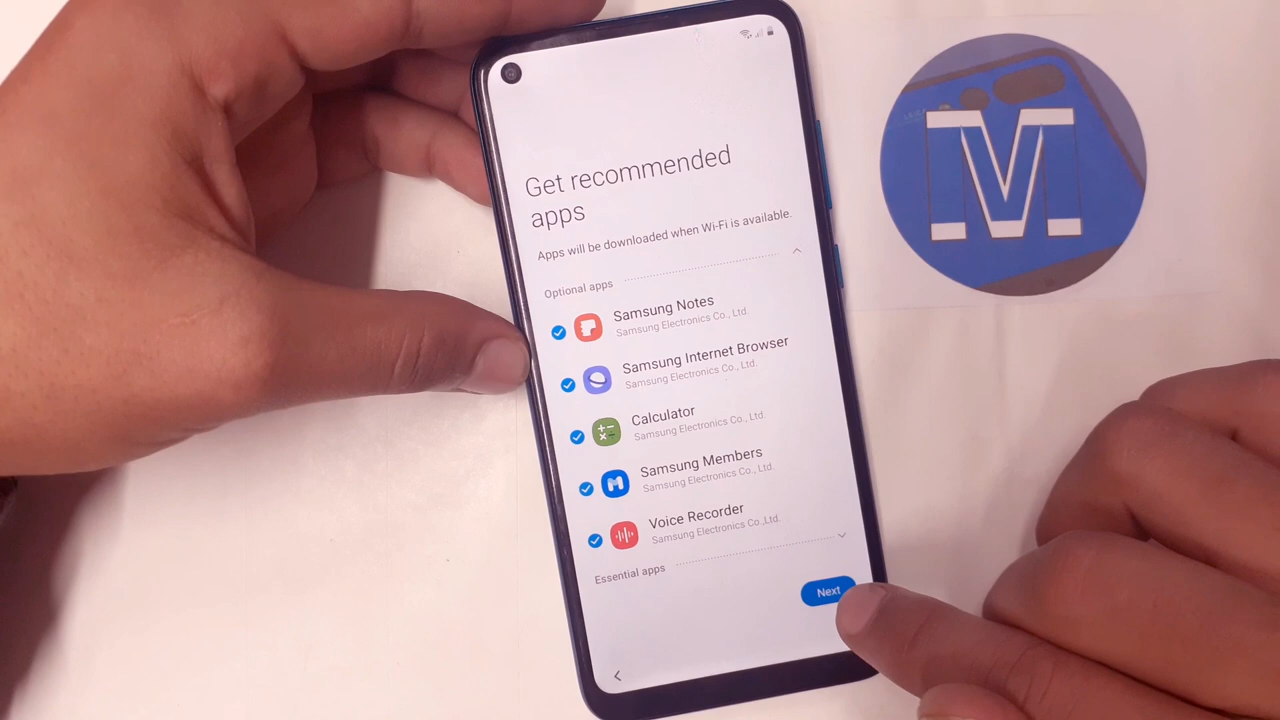 Get recommended
apps
Apps will be downloaded when Wi-Fi is available.
Optional apps
Samsung Notes
Samsung Electronics Co., Ltd.
Samsung Internet Browser
Samsung Electronics Co., Ltd.
Calculator
Samsung Electronics Co., Ltd.
Samsung Members
Samsung Electronics Co., Ltd.
Voice Recorder
Samsung Electronics Co.,Ltd.
Essential apps
Next
M